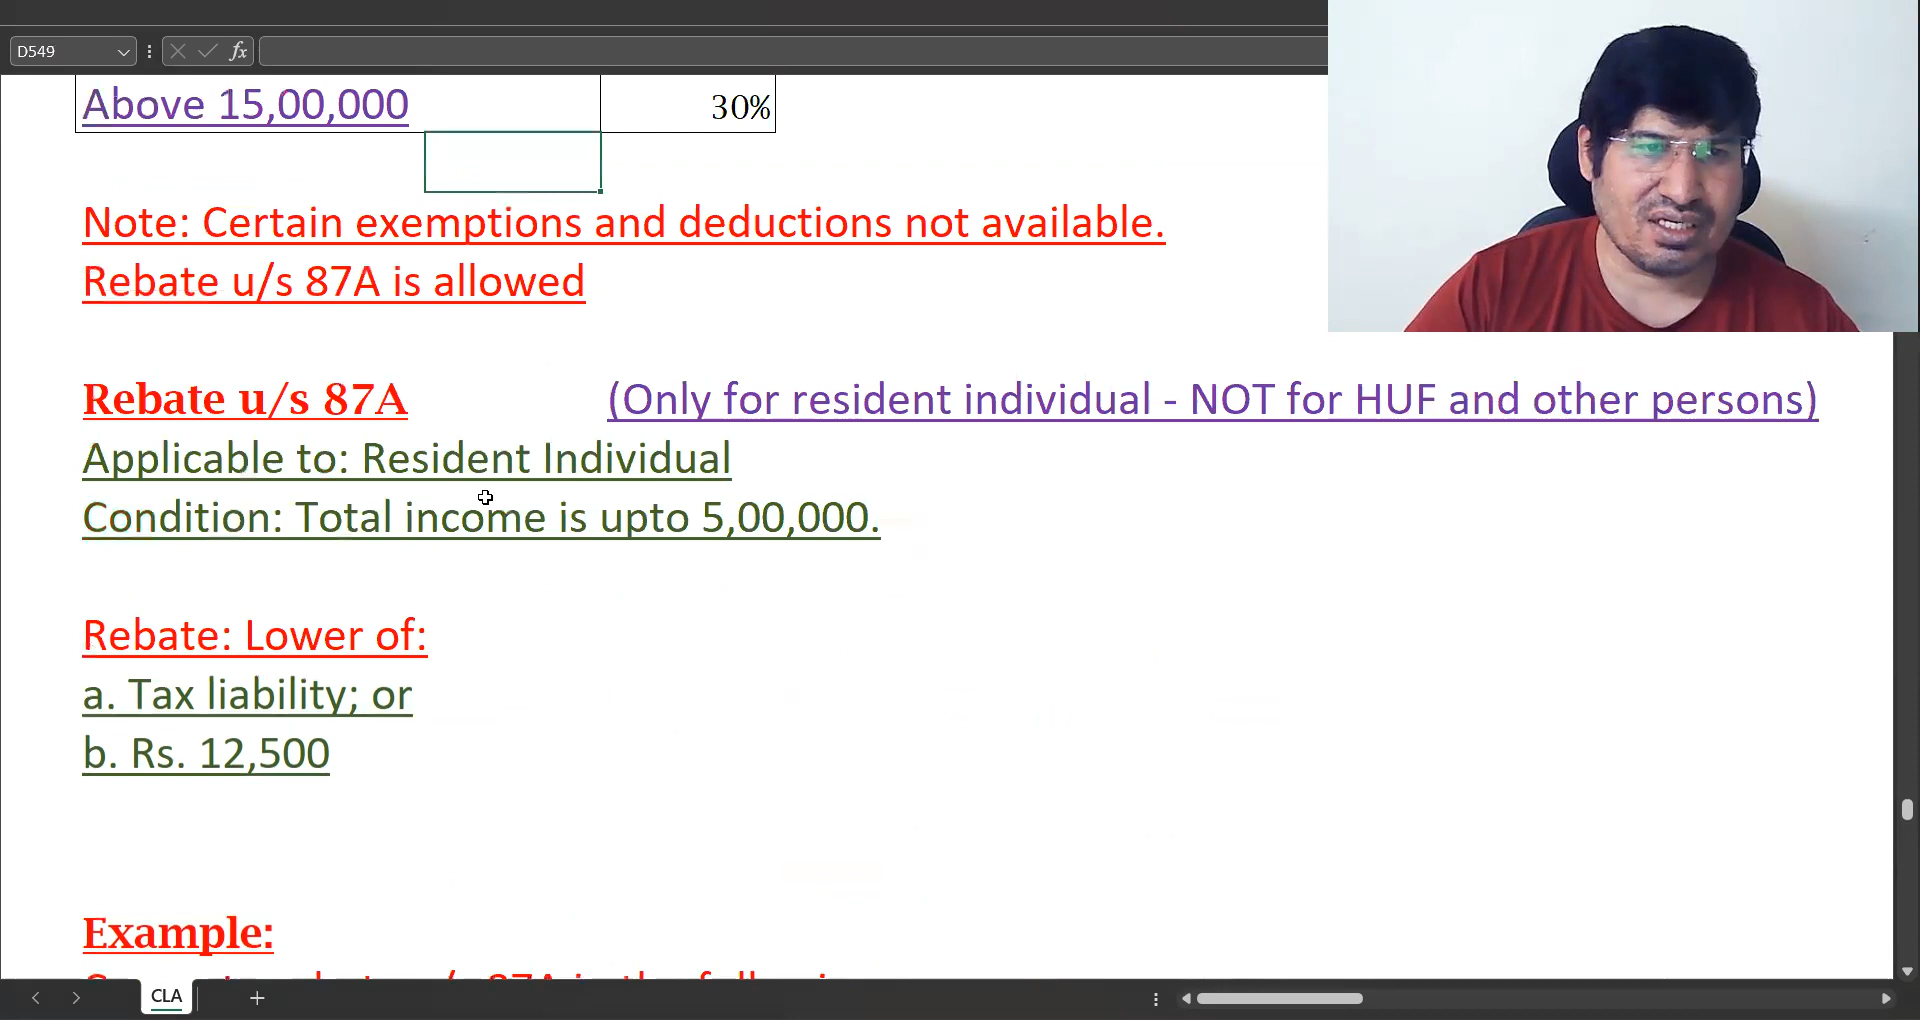 D549
fx
Above 15,00,000 30%
Note: Certain exemptions and deductions not available.
Rebate u/s 87A is allowed
Rebate u/s 87A (Only for resident individual - NOT for HUF and other persons)
Applicable to: Resident Individual
Condition: Total income is upto 5,00,000.
Rebate: Lower of:
a. Tax liability; or
b. Rs. 12,500
Example:
CLA